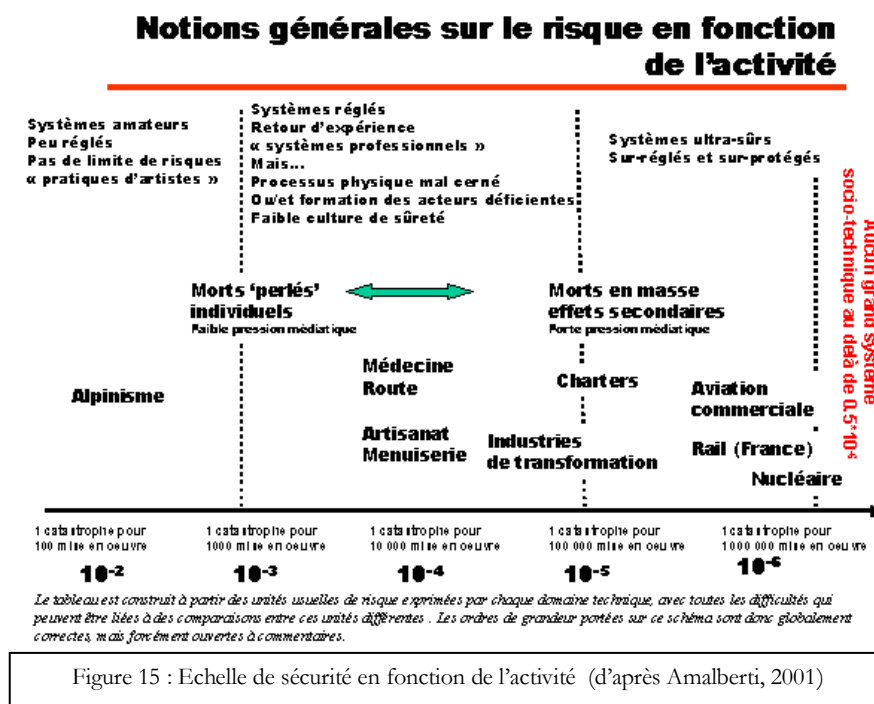 Notions générales sur le risque en fonction
de l'activité
Systèmes amateurs
Peu réglés
Pas de limite de risques
« pratiques d'artistes »
Systèmes réglés
Retour d'expérience
« systèmes professionnels »
Mais...
Processus physique mal cerné
Ou/et formation des acteurs déficientes
Faible culture de sûreté
Systèmes ultra-sûrs
Sur-réglés et sur-protégés
Aucun grand système
socio-technique au delà de 0.5*10-6
Morts 'perlés'
individuels
Faible pression médiatique
Morts en masse
effets secondaires
Forte pression médiatique
Alpinisme
Médecine
Route
Artisanat
Menuiserie
Charters
Industries
de transformation
Aviation
commerciale
Rail (France)
Nucléaire
1 catastrophe pour
100 mise en oeuvre
10-2
1 catastrophe pour
1000 mise en oeuvre
10-3
1 catastrophe pour
10 000 mise en oeuvre
10-4
1 catastrophe pour
100 000 mise en oeuvre
10-5
1 catastrophe pour
1000 000 mise en oeuvre
10-6
Le tableau est construit à partir des unités usuelles de risque exprimées par chaque domaine technique, avec toutes les difficultés qui
peuvent être liées à des comparaisons entre ces unités différentes . Les ordres de grandeur portées sur ce schéma sont donc globalement
correctes, mais forcément ouvertes à commentaires.
Figure 15 : Echelle de sécurité en fonction de l'activité (d'après Amalberti, 2001)